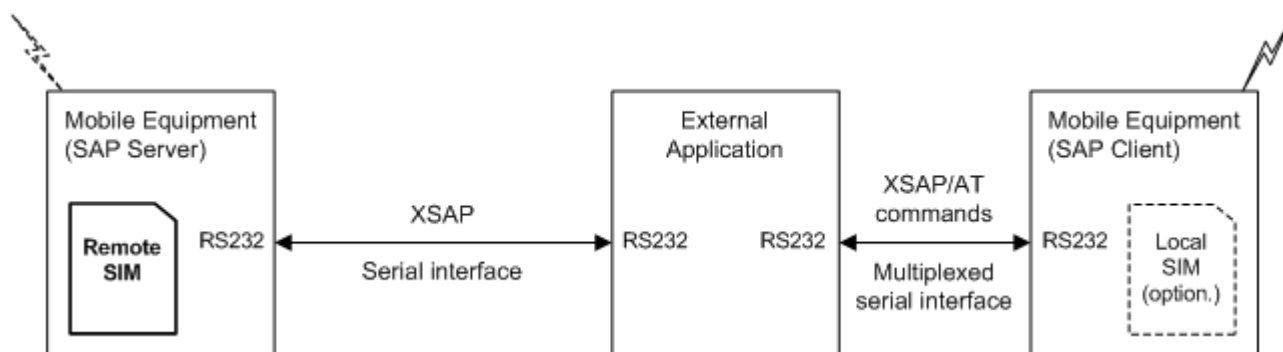 Mobile Equipment
(SAP Server)
Remote
SIM
RS232
XSAP
Serial interface
External
Application
RS232
RS232
XSAP/AT
commands
Multiplexed
serial interface
Mobile Equipment
(SAP Client)
RS232
Local
SIM
(option.)